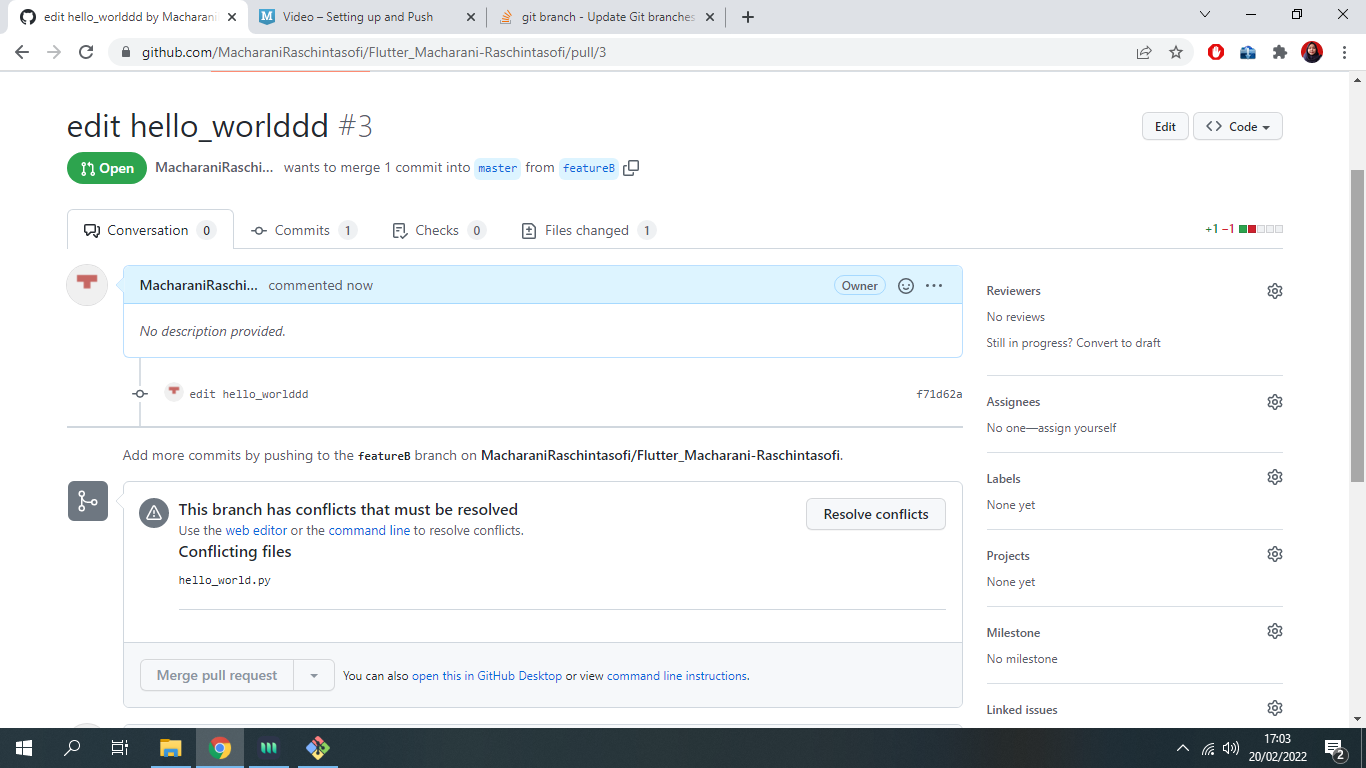 edit hello_worlddd by Macharani
Video – Setting up and Push
git branch - Update Git branches
github.com/MacharaniRaschintasofi/Flutter_Macharani-Raschintasofi/pull/3
edit hello_worlddd #3
Edit
Code
Open
MacharaniRaschi... wants to merge 1 commit into master from featureB
Conversation 0
Commits 1
Checks 0
Files changed 1
+1 −1
MacharaniRaschi... commented now
Owner
No description provided.
edit hello_worlddd
f71d62a
Add more commits by pushing to the featureB branch on MacharaniRaschintasofi/Flutter_Macharani-Raschintasofi.
This branch has conflicts that must be resolved
Use the web editor or the command line to resolve conflicts.
Resolve conflicts
Conflicting files
hello_world.py
Merge pull request
You can also open this in GitHub Desktop or view command line instructions.
Reviewers
No reviews
Still in progress? Convert to draft
Assignees
No one—assign yourself
Labels
None yet
Projects
None yet
Milestone
No milestone
Linked issues
17:03
20/02/2022
2